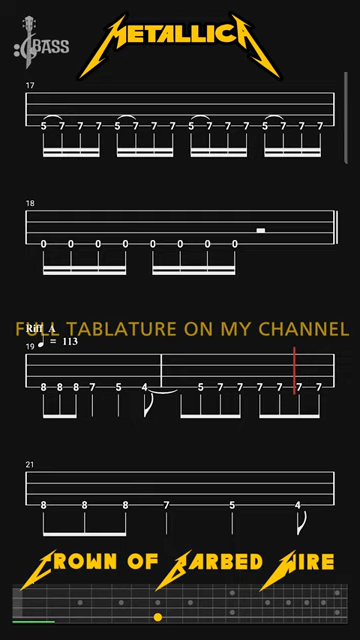 BASS
METALLICA
17
5 7 7 7 5 7 7 7 5 7 7 7 5 7 7 7
18
0 0 0 0 0 0 0 0
FULL TABLATURE ON MY CHANNEL
Riff A
= 113
19
8 8 8 7 5 4 5 7 7 7 7 7 7
21
8 8 8 7 5 4
CROWN OF BARBED WIRE